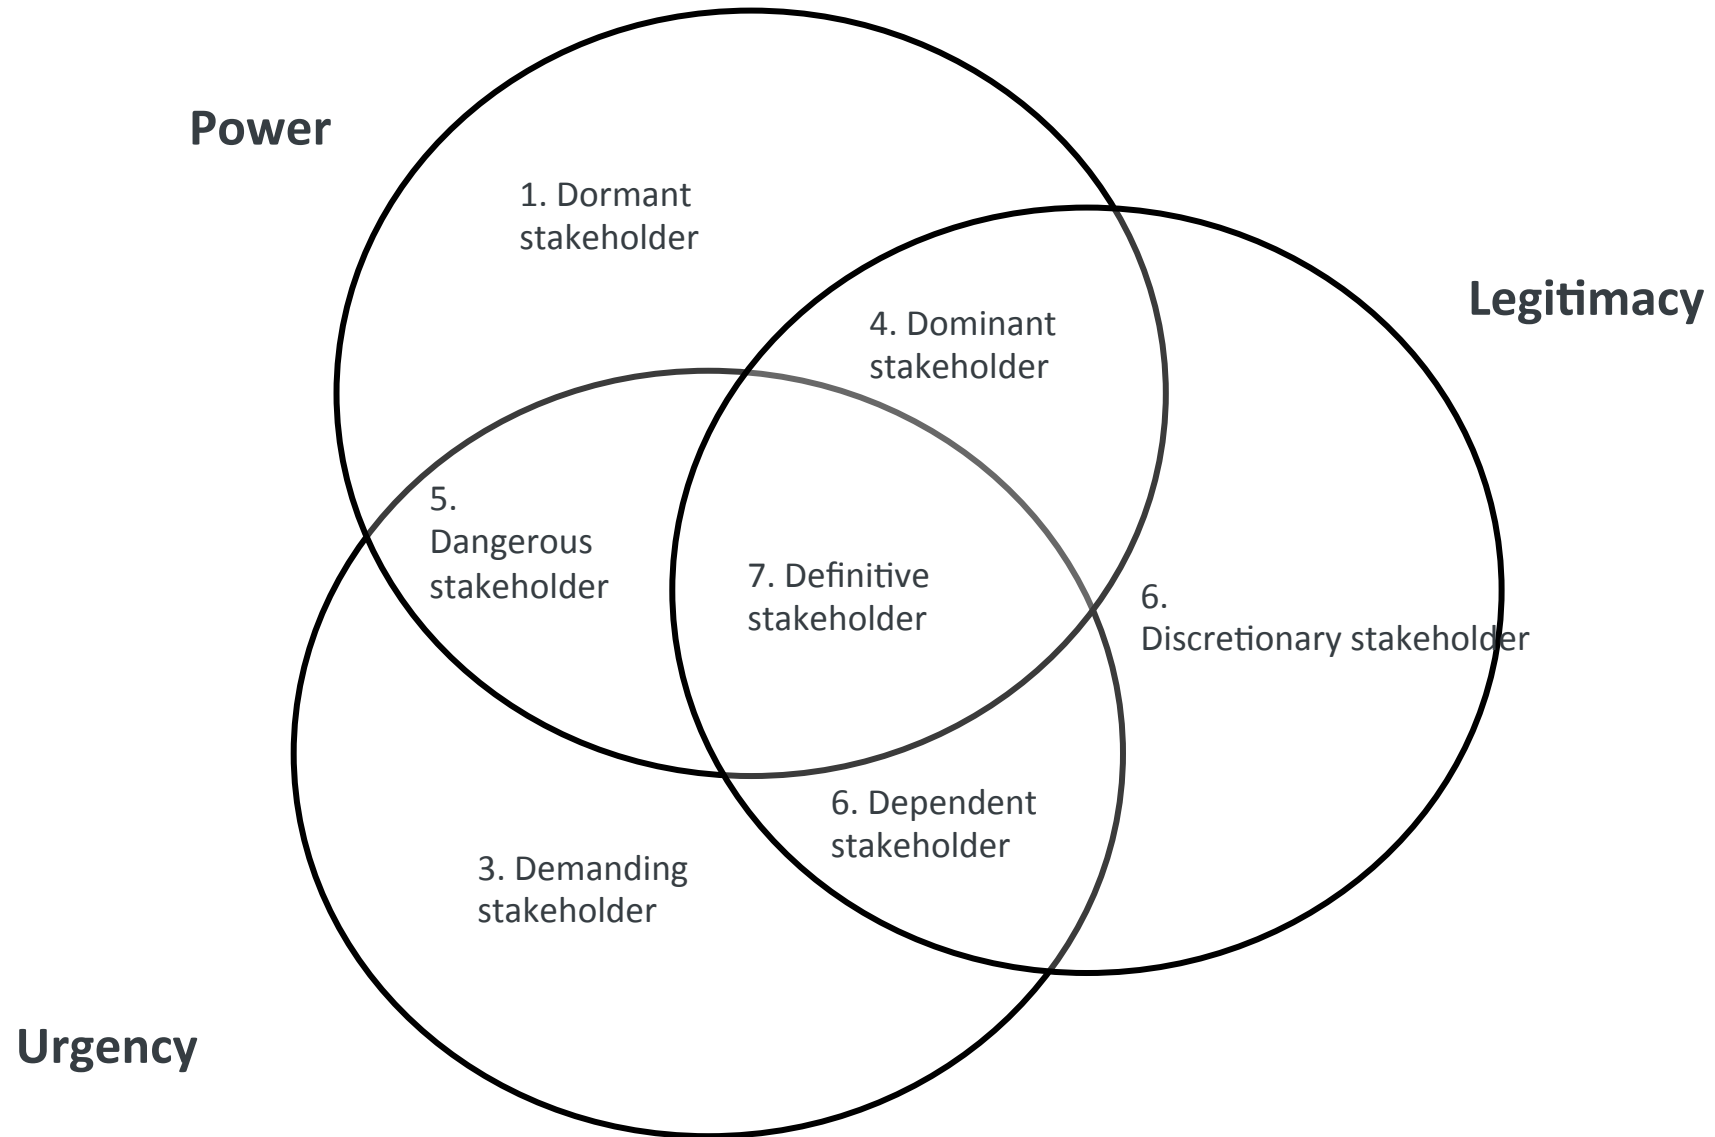 Power
1. Dormant
stakeholder
Legitimacy
4. Dominant
stakeholder
5.
Dangerous
stakeholder
7. Definitive
stakeholder
6.
Discretionary stakeholder
6. Dependent
stakeholder
3. Demanding
stakeholder
Urgency